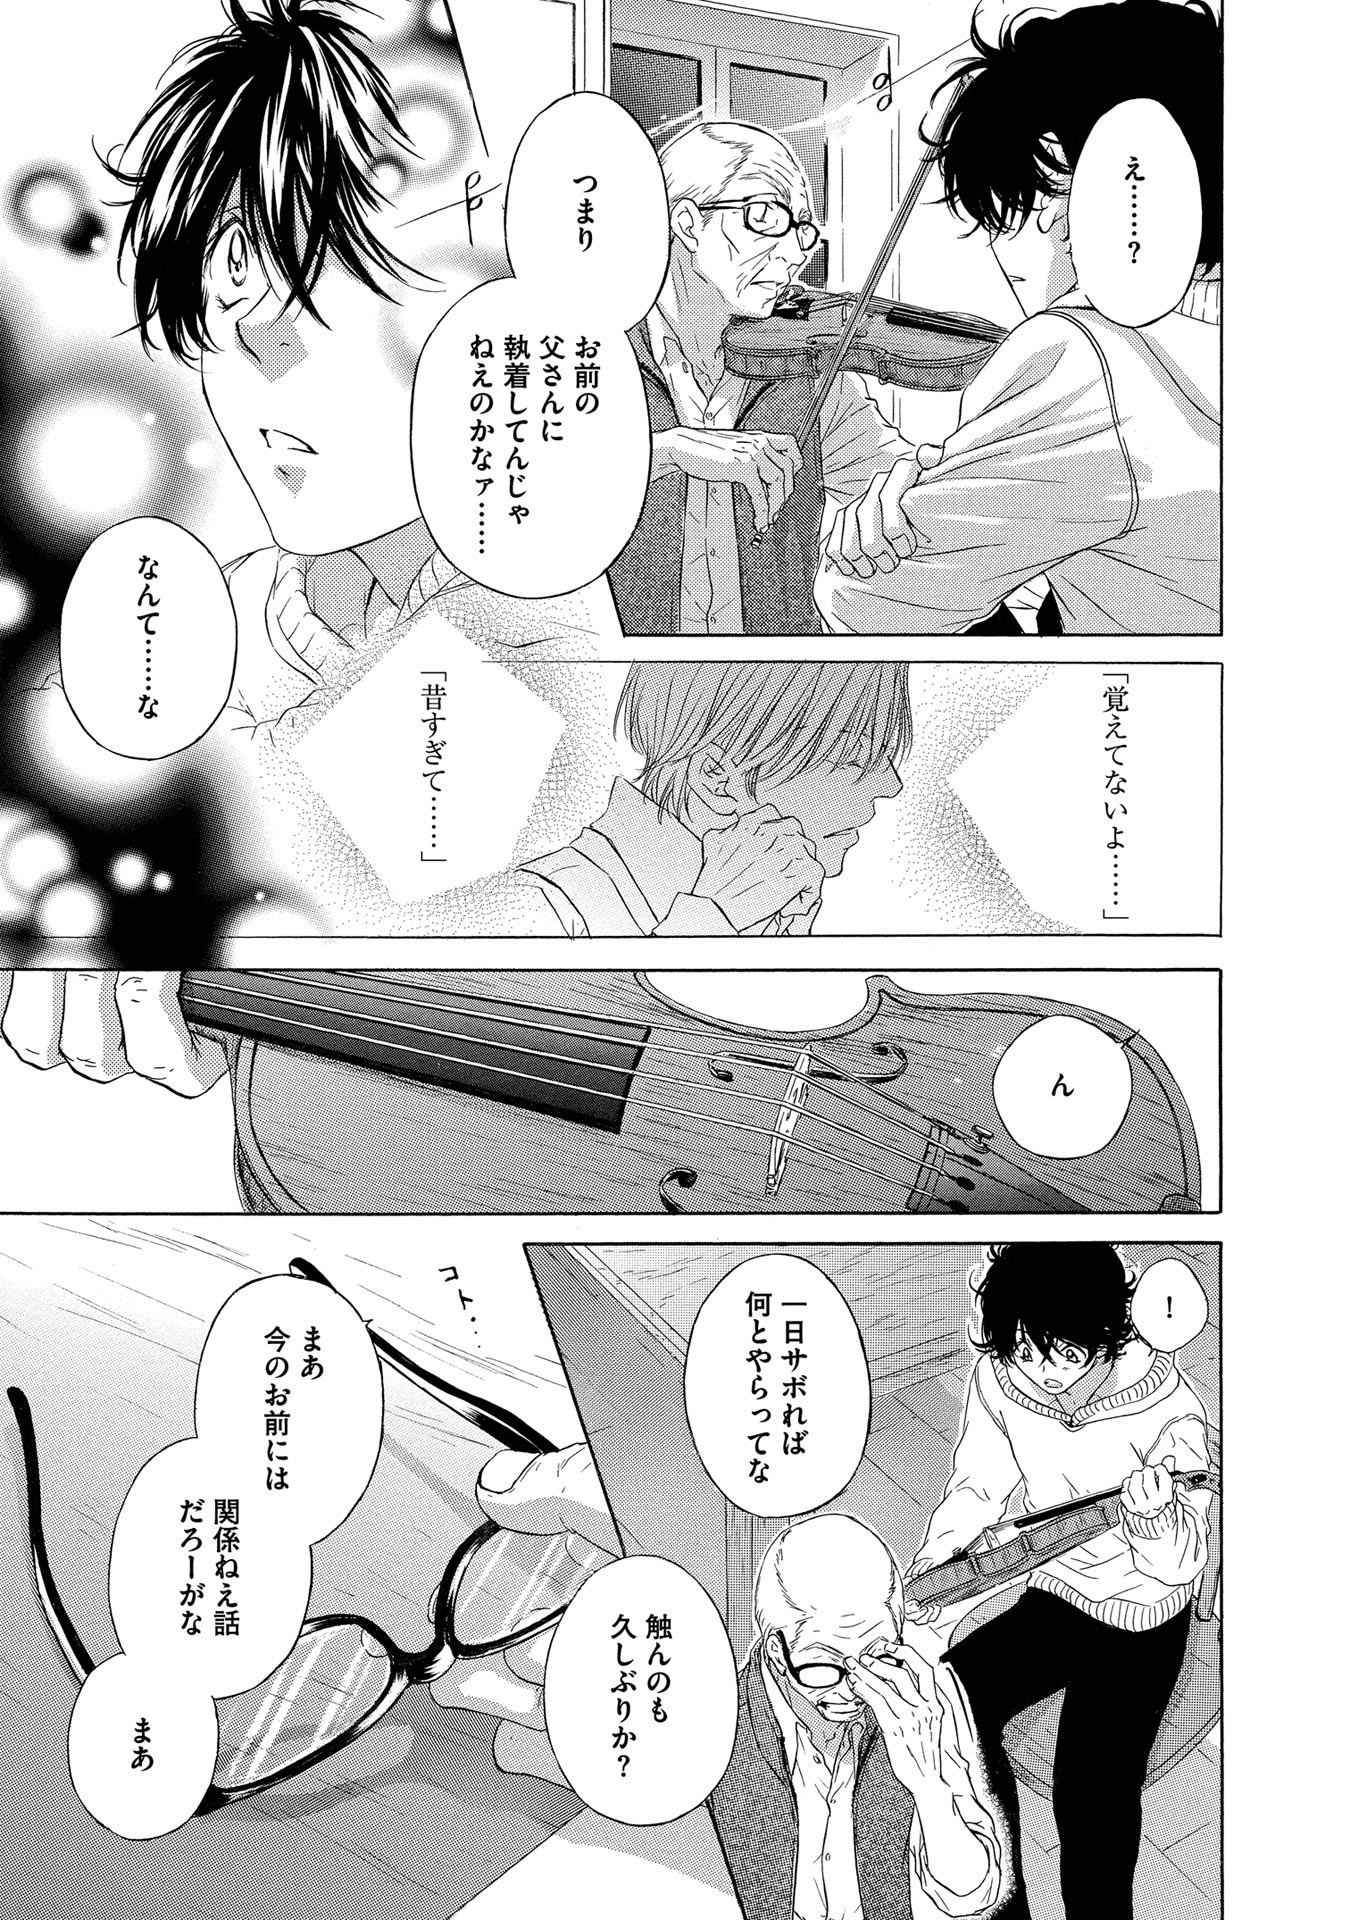 え……？
つまり
お前の
父さんに
執着してんじゃ
ねえのかなァ……
「覚えてないよ……」
「昔すぎて……」
なんて……な
ん
！
一日サボれば
何とやらってな
触んのも
久しぶりか？
コト・・
まあ
今のお前には
関係ねえ話
だろーがな
まあ